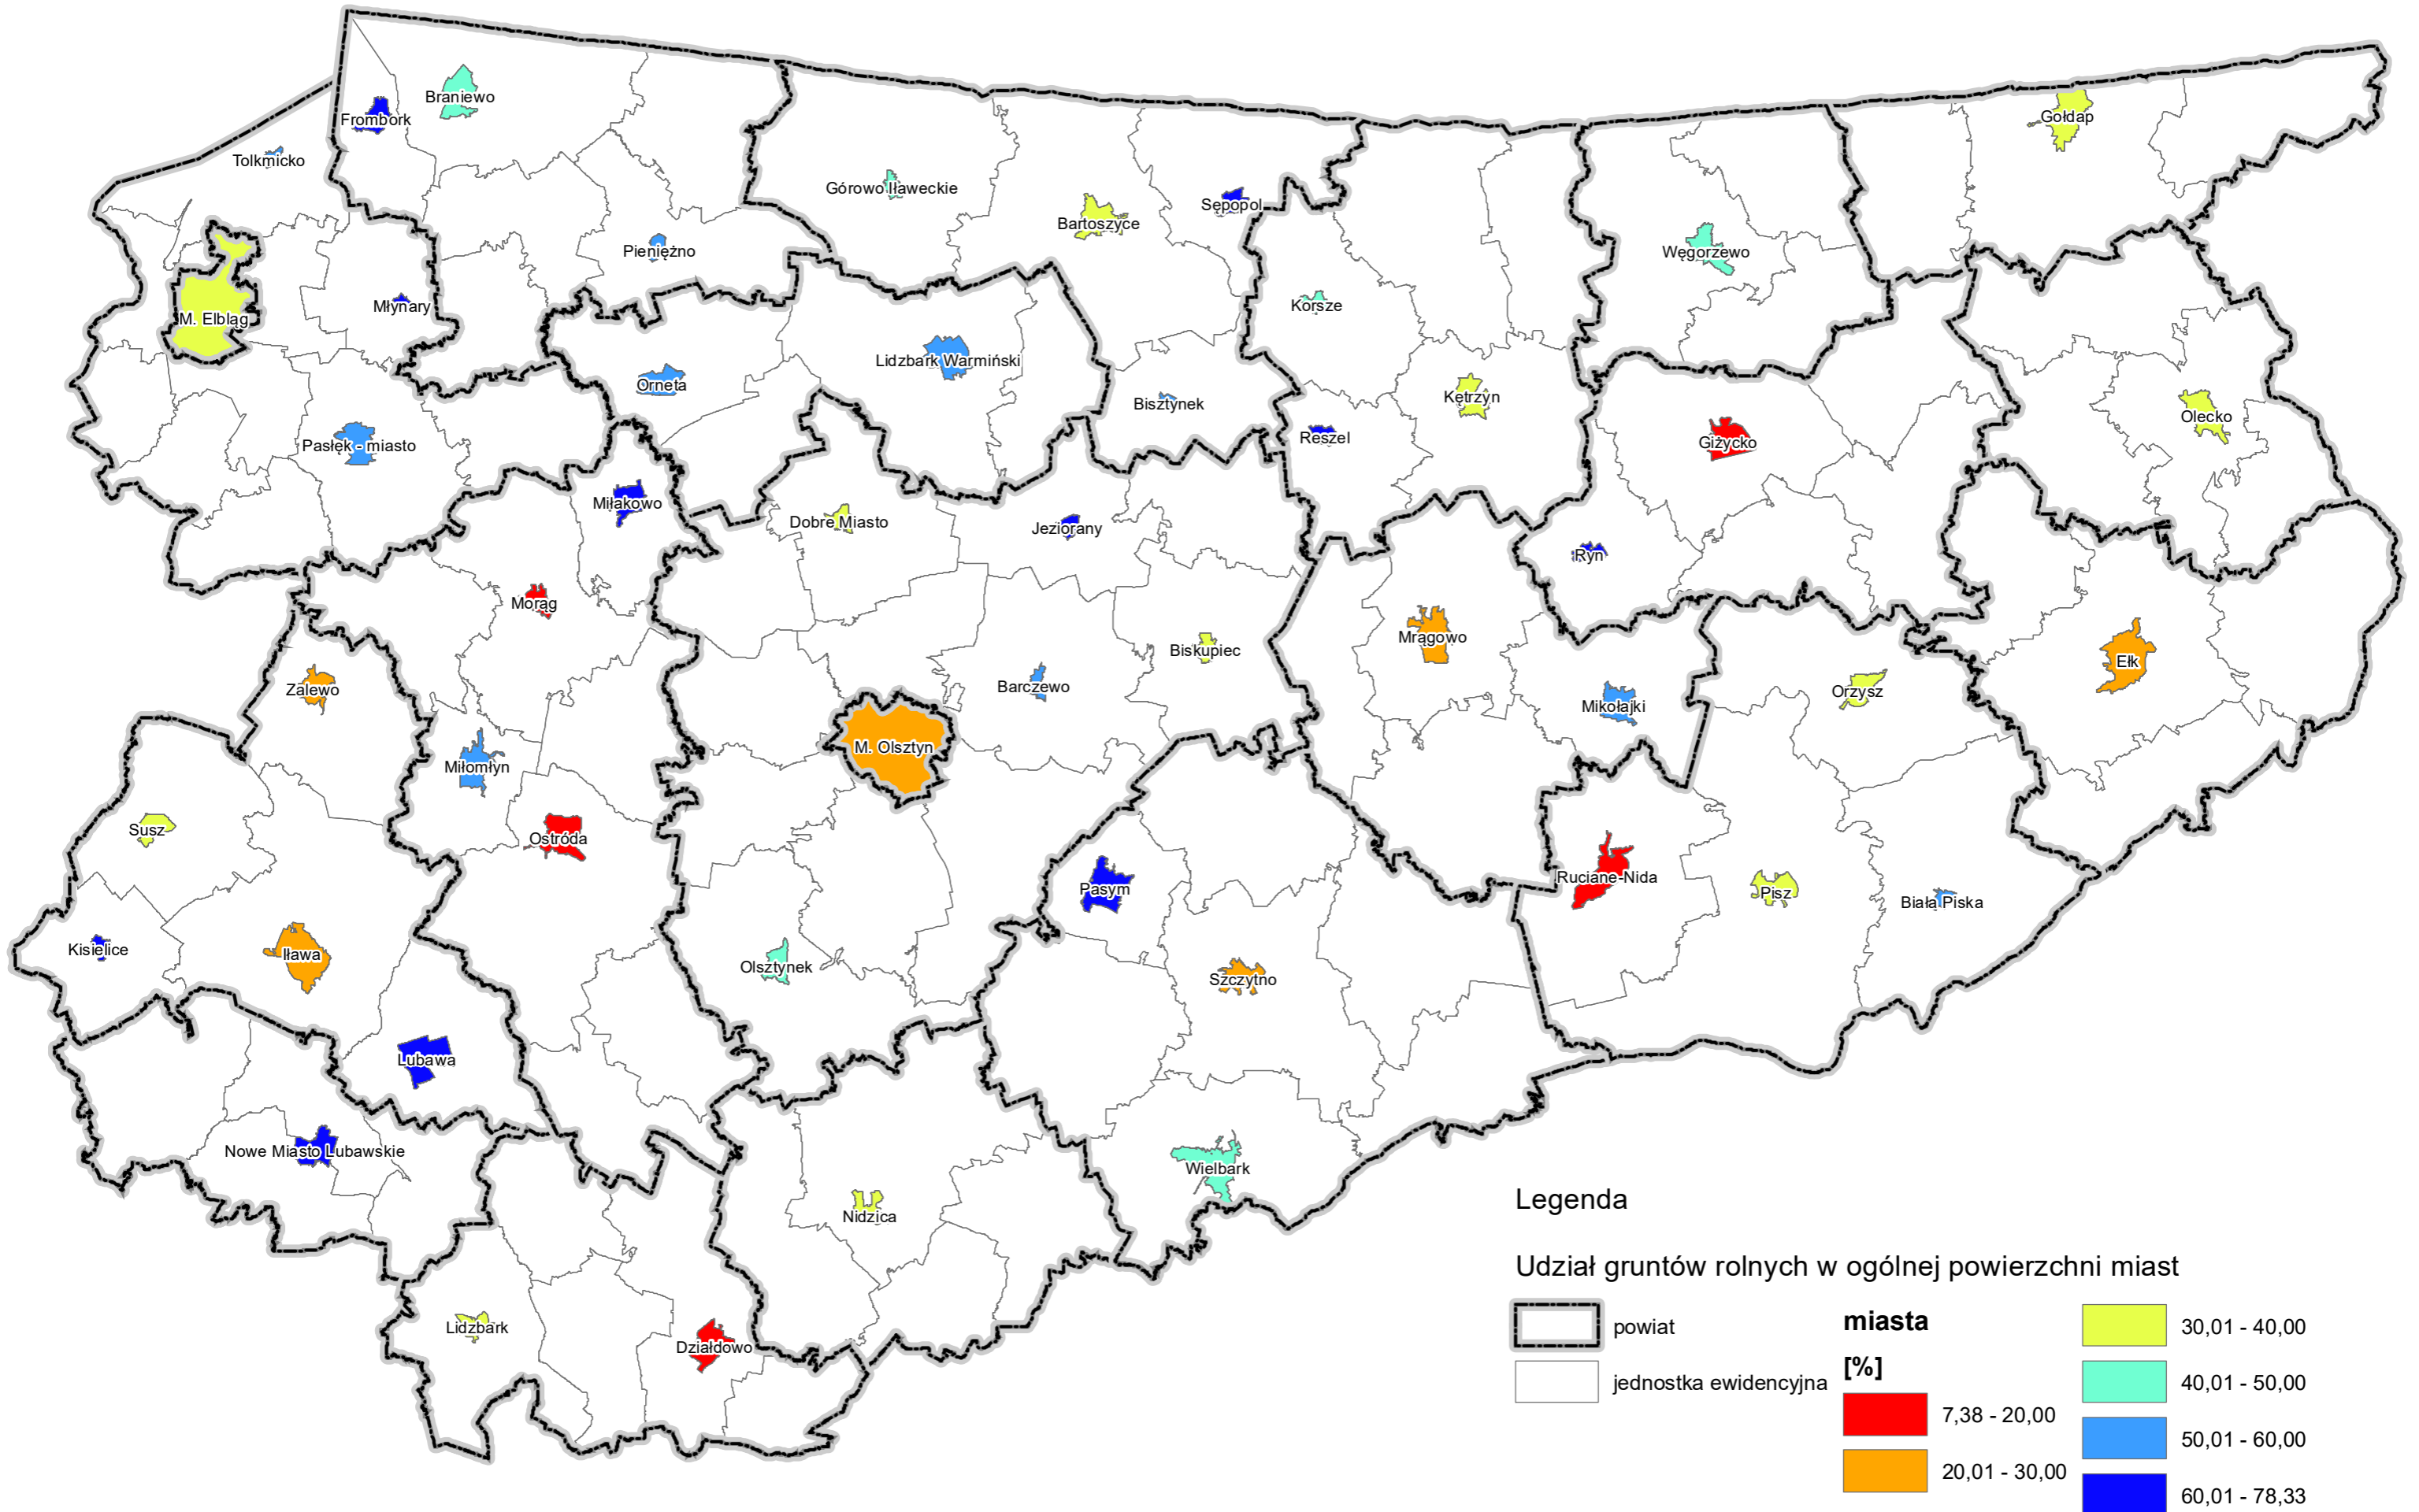 Braniewo
Frombork
Gołdap
Tolkmicko
Górowo Iławeckie
Sępopol
Bartoszyce
Pieniężno
Węgorzewo
Młynary
Korsze
M. Elbląg
Lidzbark Warmiński
Orneta
Kętrzyn
Bisztynek
Olecko
Reszel
Giżycko
Pasłęk - miasto
Miłakowo
Dobre Miasto
Jeziorany
Ryn
Morąg
Mrągowo
Biskupiec
Ełk
Barczewo
Zalewo
Orzysz
Mikołajki
M. Olsztyn
Miłomłyn
Susz
Ostróda
Ruciane-Nida
Pasym
Pisz
Biała Piska
Kisielice
Iława
Olsztynek
Szczytno
Lubawa
Nowe Miasto Lubawskie
Wielbark
Nidzica
Lidzbark
Działdowo
Legenda
Udział gruntów rolnych w ogólnej powierzchni miast
powiat
jednostka ewidencyjna
miasta
[%]
7,38 - 20,00
20,01 - 30,00
30,01 - 40,00
40,01 - 50,00
50,01 - 60,00
60,01 - 78,33